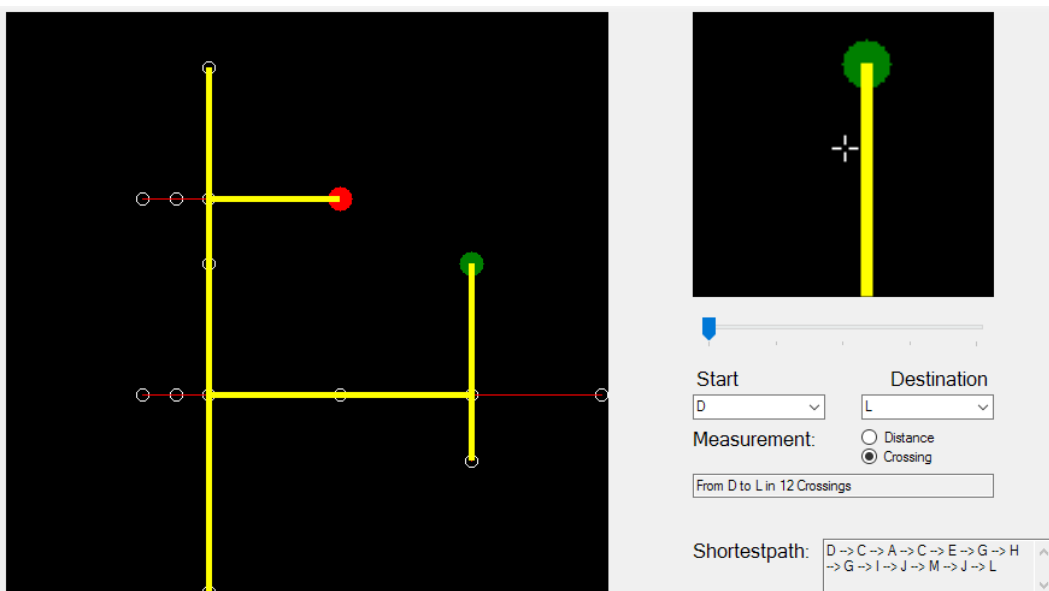 Start
Destination
D
L
Measurement:
Distance
Crossing
From D to L in 12 Crossings
Shortestpath:
D --> C --> A --> C --> E --> G --> H
--> G --> I --> J --> M --> J --> L